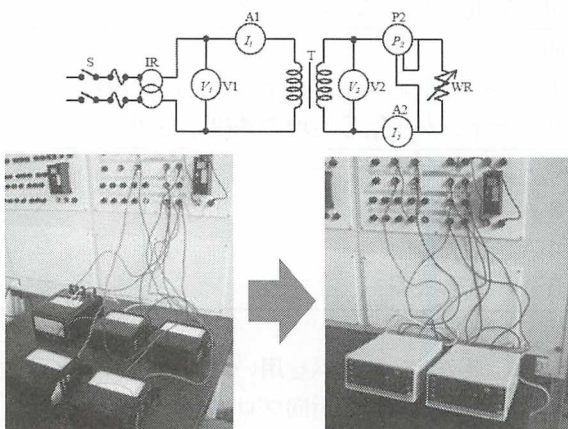 A1 P2
I₁ P₂
S IR T
V₁ V1 V₂ V2 WR
A2
I₂